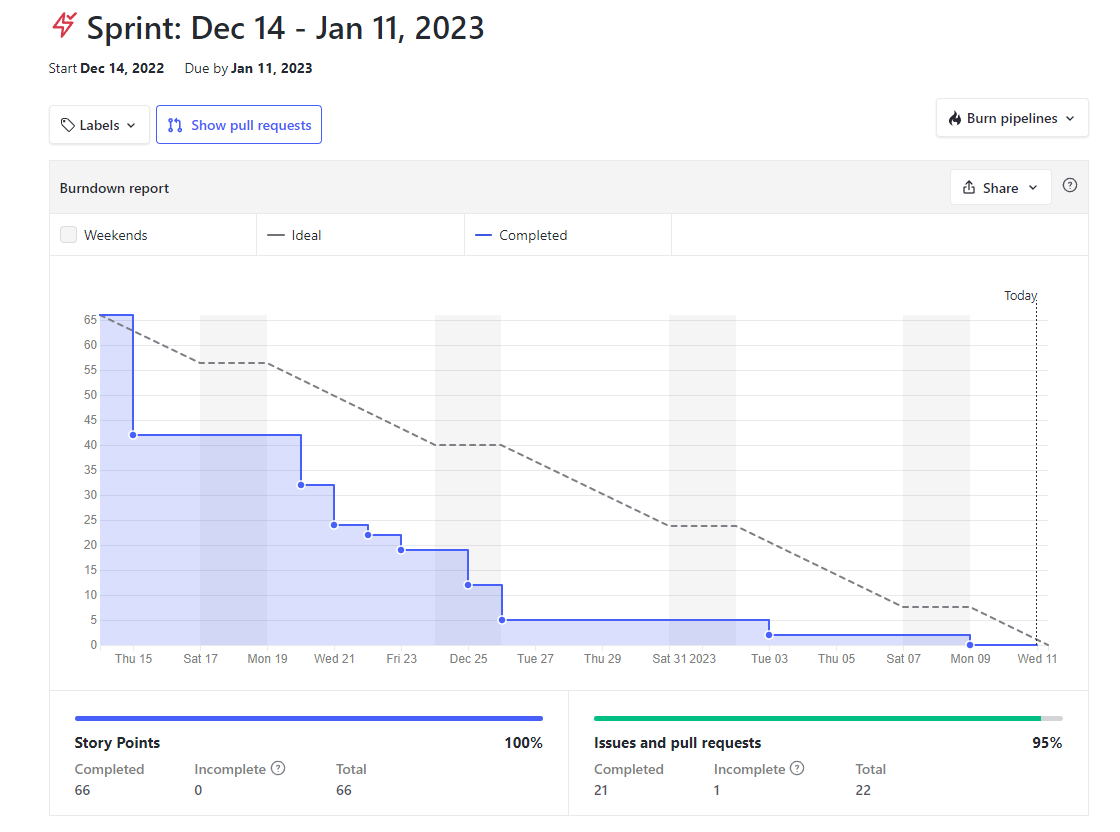 Sprint: Dec 14 - Jan 11, 2023
Start Dec 14, 2022 Due by Jan 11, 2023
Labels Show pull requests Burn pipelines
Burndown report Share ?
Weekends Ideal Completed
Today
65
60
55
50
45
40
35
30
25
20
15
10
5
0
Thu 15 Sat 17 Mon 19 Wed 21 Fri 23 Dec 25 Tue 27 Thu 29 Sat 31 2023 Tue 03 Thu 05 Sat 07 Mon 09 Wed 11
Story Points 100%
Completed Incomplete ? Total
66 0 66
Issues and pull requests 95%
Completed Incomplete ? Total
21 1 22